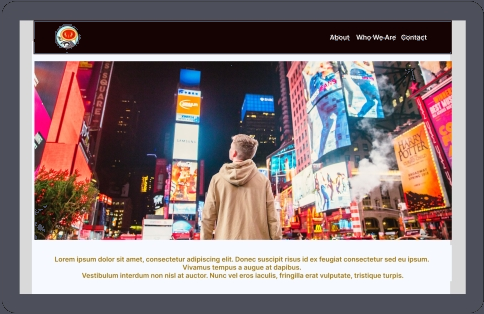 About Who We Are Contact
HARRY
POTTER
Lorem ipsum dolor sit amet, consectetur adipiscing elit. Donec suscipit risus id ex feugiat consectetur sed eu ipsum.
Vivamus tempus a augue at dapibus.
Vestibulum interdum non nisl at auctor. Nunc vel eros iaculis, fringilla erat vulputate, tristique turpis.